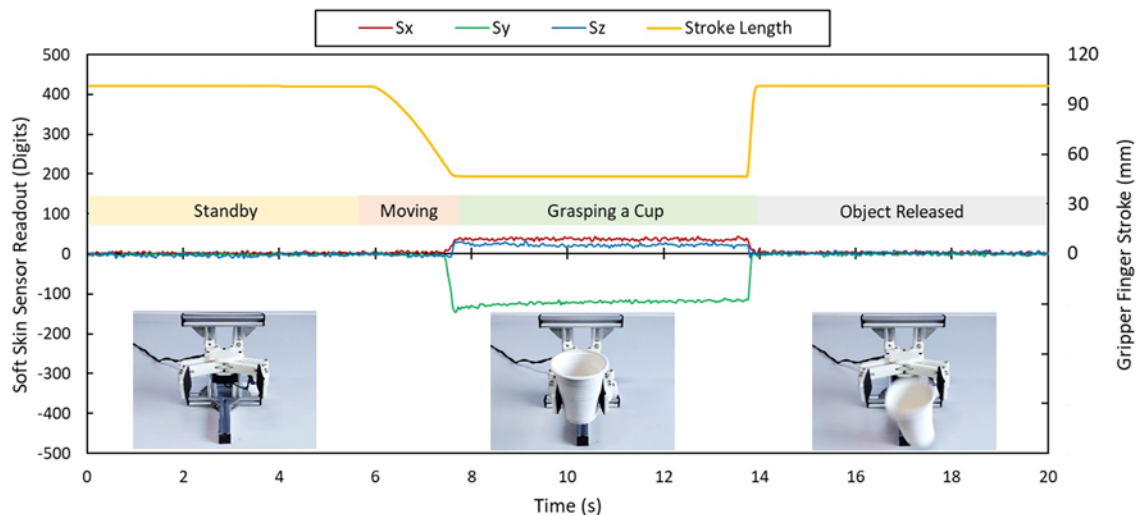 Sx Sy Sz Stroke Length
Soft Skin Sensor Readout (Digits)
500
400
300
200
100
0
-100
-200
-300
-400
-500
120
90
60
30
0
Gripper Finger Stroke (mm)
Standby Moving Grasping a Cup Object Released
0 2 4 6 8 10 12 14 16 18 20
Time (s)